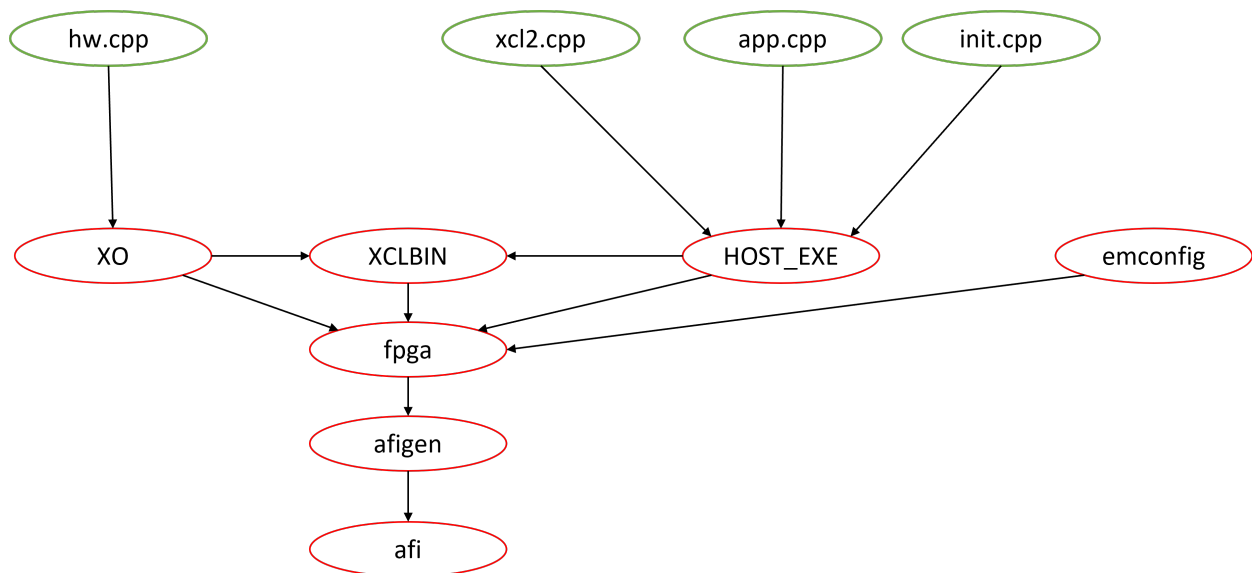 hw.cpp
xcl2.cpp
app.cpp
init.cpp
XO
XCLBIN
HOST_EXE
emconfig
fpga
afigen
afi